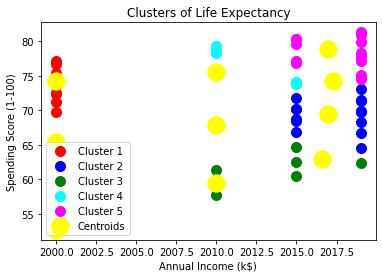 Clusters of Life Expectancy
Spending Score (1-100)
80
75
70
65
60
55
Cluster 1
Cluster 2
Cluster 3
Cluster 4
Cluster 5
Centroids
2000.0 2002.5 2005.0 2007.5 2010.0 2012.5 2015.0 2017.5
Annual Income (k$)